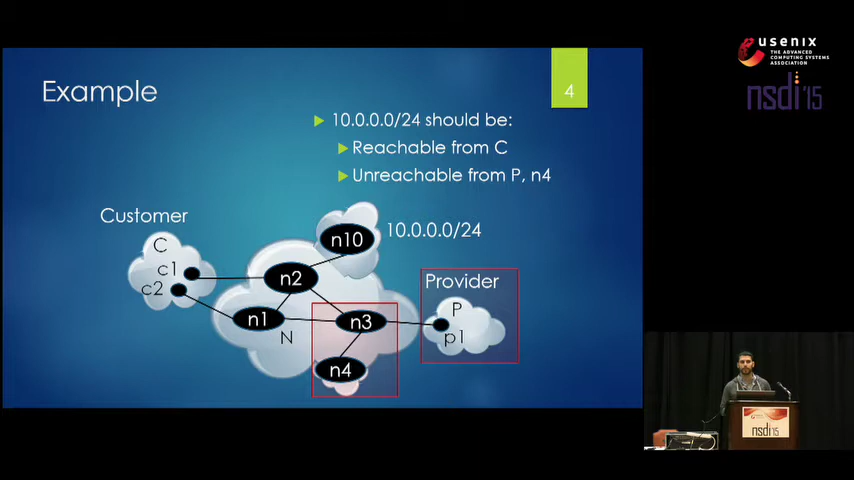 Example
4
10.0.0.0/24 should be:
Reachable from C
Unreachable from P, n4
Customer
C
c1
c2
n10
10.0.0.0/24
n2
n1
N
n3
n4
Provider
P
p1
usenix
THE ADVANCED
COMPUTING SYSTEMS
ASSOCIATION
nsdi'15
nsdi'15